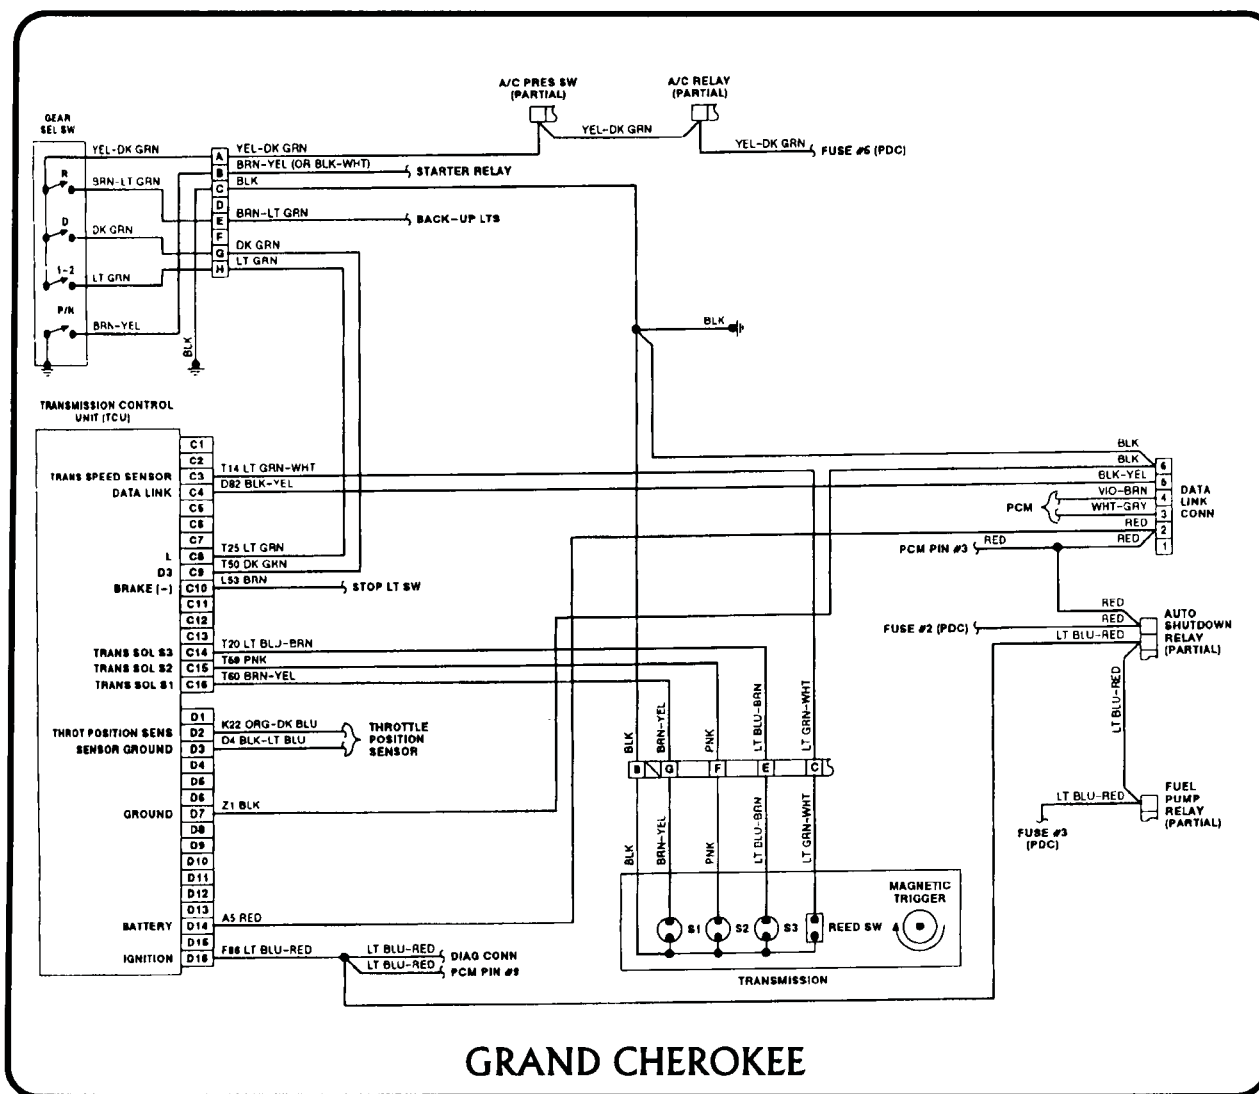 A/C PRES SW
(PARTIAL)
A/C RELAY
(PARTIAL)
YEL-DK GRN
YEL-DK GRN
FUSE #6 (PDC)
GEAR
SEL SW
YEL-DK GRN
A
YEL-DK GRN
B
BRN-YEL (OR BLK-WHT)
STARTER RELAY
R
BRN-LT GRN
C
BLK
D
E
BRN-LT GRN
BACK-UP LTS
D
DK GRN
F
G
DK GRN
H
LT GRN
1-2
LT GRN
P/N
BRN-YEL
BLK
BLK
TRANSMISSION CONTROL
UNIT (TCU)
C1
C2
TRANS SPEED SENSOR
C3
T14 LT GRN-WHT
DATA LINK
C4
D82 BLK-YEL
C5
C6
C7
L
C8
T25 LT GRN
D3
C9
T50 DK GRN
BRAKE (-)
C10
L53 BRN
STOP LT SW
C11
C12
C13
TRANS SOL S3
C14
T20 LT BLU-BRN
TRANS SOL S2
C15
T59 PNK
TRANS SOL S1
C16
T60 BRN-YEL
D1
THROT POSITION SENS
D2
K22 ORG-DK BLU
SENSOR GROUND
D3
D4 BLK-LT BLU
THROTTLE
POSITION
SENSOR
D4
D5
D6
GROUND
D7
Z1 BLK
D8
D9
D10
D11
D12
D13
BATTERY
D14
A5 RED
D15
IGNITION
D16
F86 LT BLU-RED
LT BLU-RED
DIAG CONN
LT BLU-RED
PCM PIN #9
BLK
BLK
6
BLK-YEL
5
VIO-BRN
4
PCM
WHT-GRY
3
RED
2
RED
1
DATA
LINK
CONN
PCM PIN #3
RED
RED
FUSE #2 (PDC)
RED
LT BLU-RED
AUTO
SHUTDOWN
RELAY
(PARTIAL)
LT BLU-RED
LT BLU-RED
FUSE #3
(PDC)
FUEL
PUMP
RELAY
(PARTIAL)
BLK
BRN-YEL
PNK
LT BLU-BRN
LT GRN-WHT
B
G
F
E
C
BLK
BRN-YEL
PNK
LT BLU-BRN
LT GRN-WHT
S1
S2
S3
REED SW
MAGNETIC
TRIGGER
TRANSMISSION
GRAND CHEROKEE